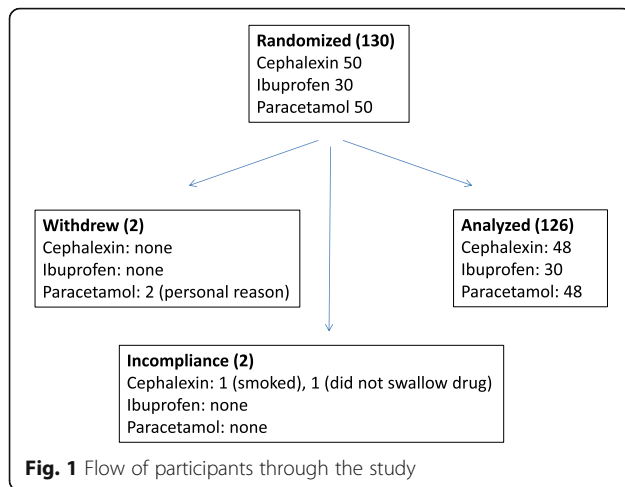 Randomized (130)
Cephalexin 50
Ibuprofen 30
Paracetamol 50
Withdrew (2)
Cephalexin: none
Ibuprofen: none
Paracetamol: 2 (personal reason)
Analyzed (126)
Cephalexin: 48
Ibuprofen: 30
Paracetamol: 48
Incompliance (2)
Cephalexin: 1 (smoked), 1 (did not swallow drug)
Ibuprofen: none
Paracetamol: none
Fig. 1 Flow of participants through the study